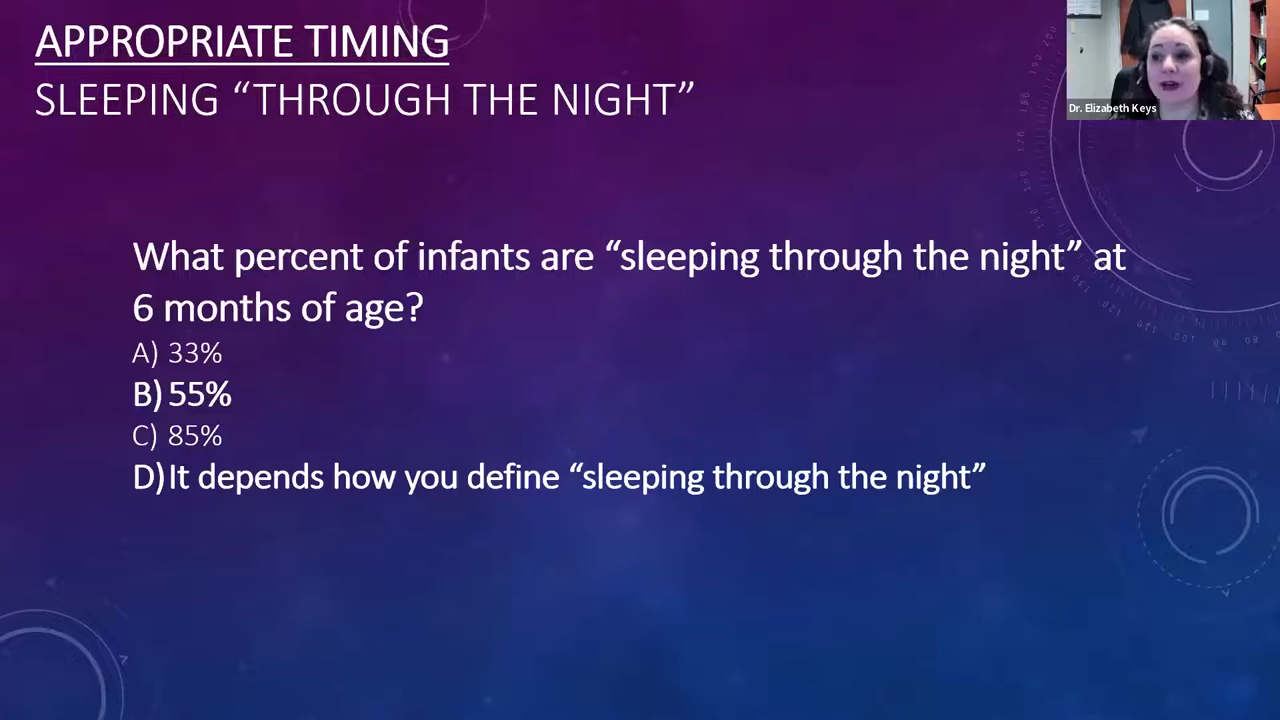 APPROPRIATE TIMING
SLEEPING “THROUGH THE NIGHT”
Dr. Elizabeth Keys
What percent of infants are “sleeping through the night” at
6 months of age?
A) 33%
B) 55%
C) 85%
D) It depends how you define “sleeping through the night”